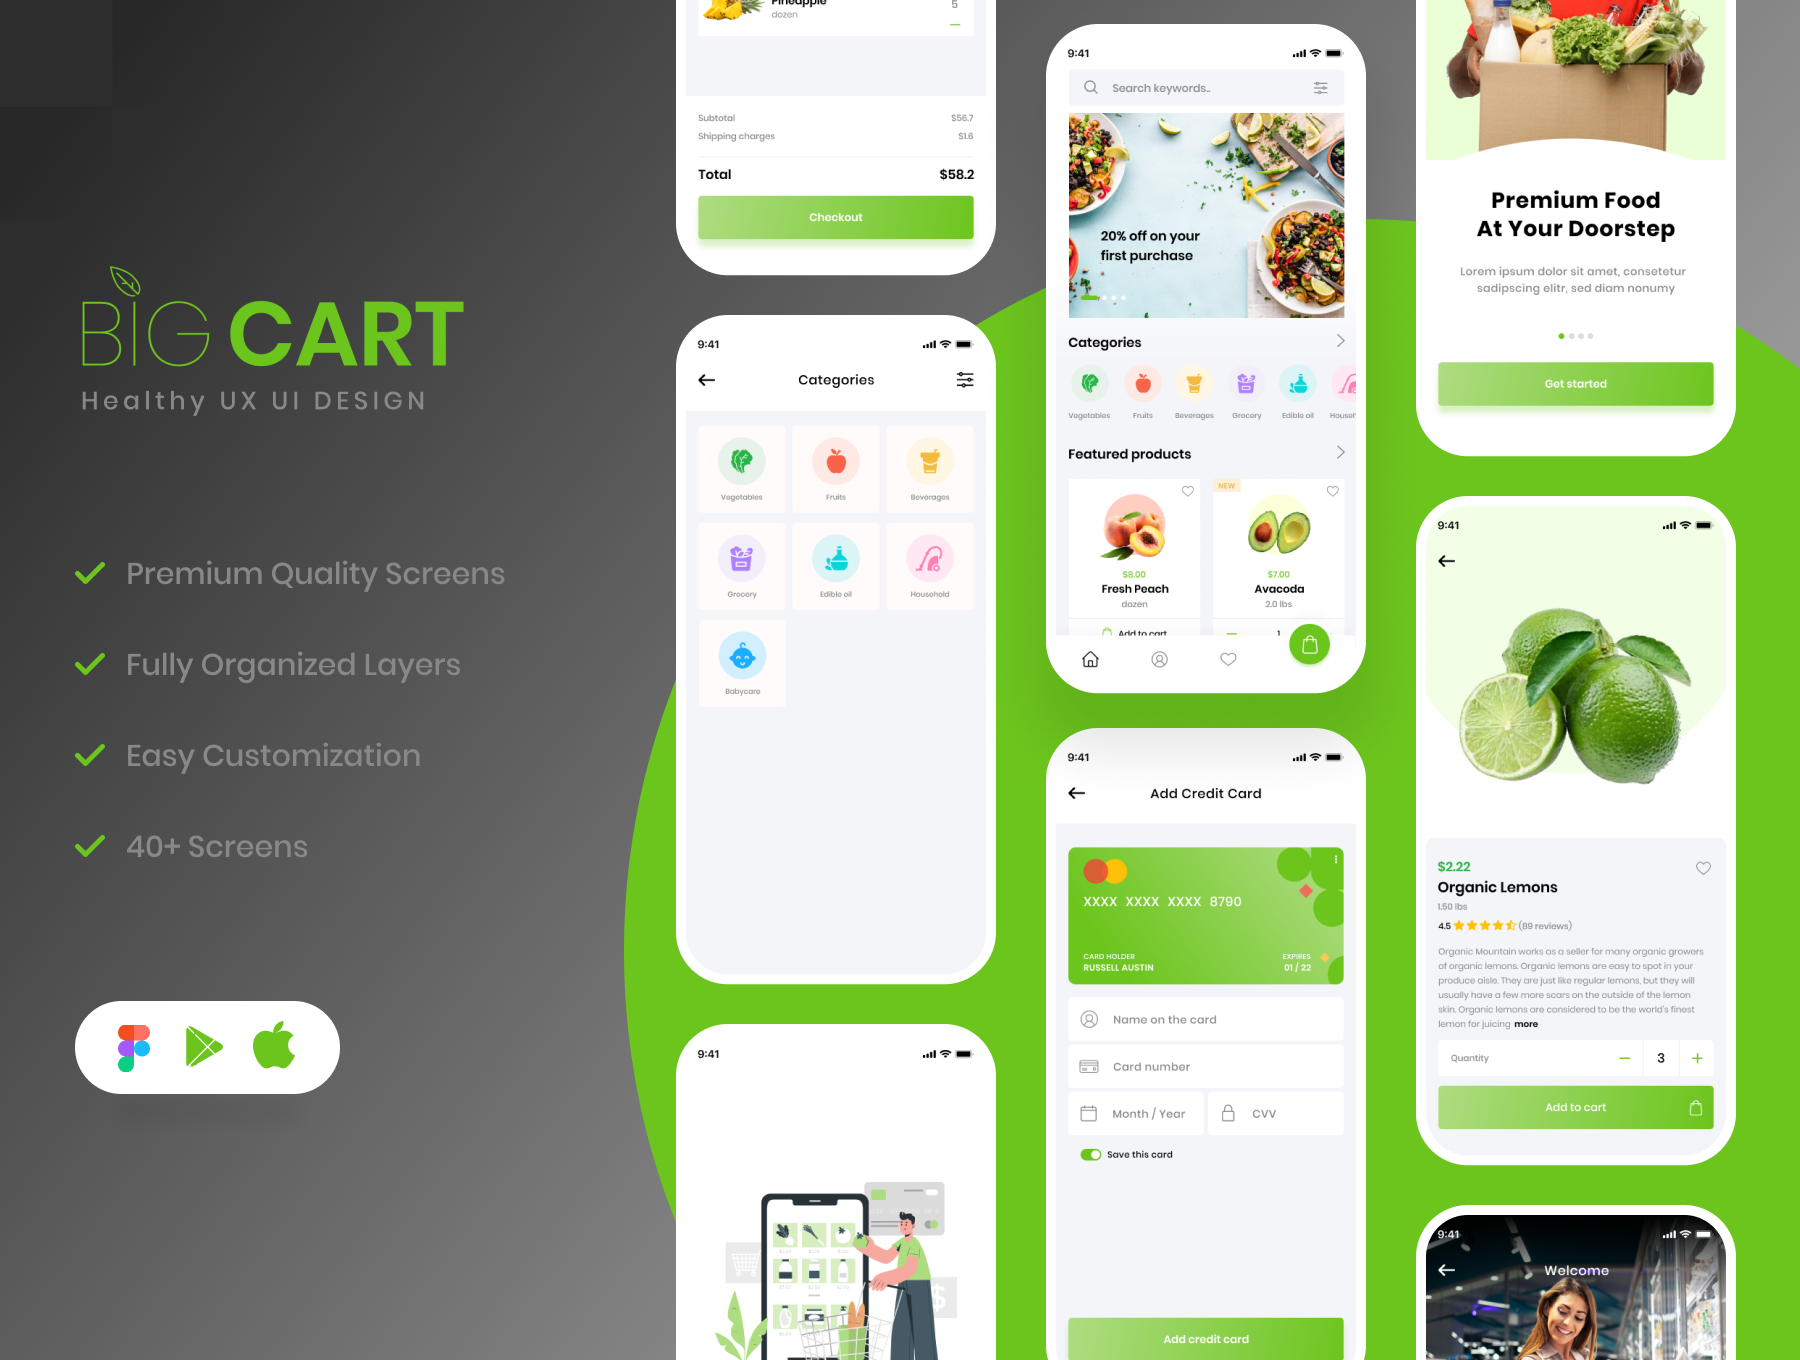 BIG CART
Healthy UX UI DESIGN
Premium Quality Screens
Fully Organized Layers
Easy Customization
40+ Screens
Pineapple
dozen
5
Subtotal $56.7
Shipping charges $1.6
Total $58.2
Checkout
9:41
Categories
Vegetables Fruits Beverages
Grocery Edible oil Household
Babycare
9:41
9:41
Search keywords..
20% off on your
first purchase
Categories
Vegetables Fruits Beverages Grocery Edible oil Househ
Featured products
$8.00
Fresh Peach
dozen
Add to cart
NEW
$7.00
Avacoda
2.0 lbs
1
9:41
Add Credit Card
XXXX XXXX XXXX 8790
CARD HOLDER EXPIRES
RUSSELL AUSTIN 01 / 22
Name on the card
Card number
Month / Year CVV
Save this card
Add credit card
Premium Food
At Your Doorstep
Lorem ipsum dolor sit amet, consetetur
sadipscing elitr, sed diam nonumy
Get started
9:41
$2.22
Organic Lemons
1.50 lbs
4.5 (89 reviews)
Organic Mountain works as a seller for many organic growers
of organic lemons. Organic lemons are easy to spot in your
produce aisle. They are just like regular lemons, but they will
usually have a few more scars on the outside of the lemon
skin. Organic lemons are considered to be the world's finest
lemon for juicing more
Quantity 3
Add to cart
9:41
Welcome